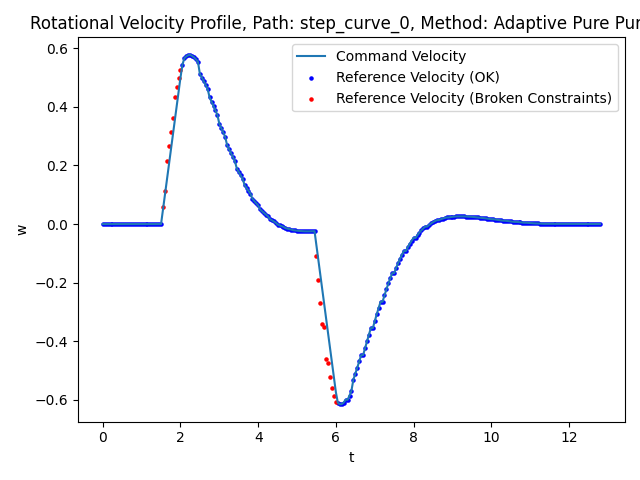 Rotational Velocity Profile, Path: step_curve_0, Method: Adaptive Pure Pur
Command Velocity
Reference Velocity (OK)
Reference Velocity (Broken Constraints)
0.6
0.4
0.2
0.0
−0.2
−0.4
−0.6
w
0 2 4 6 8 10 12
t